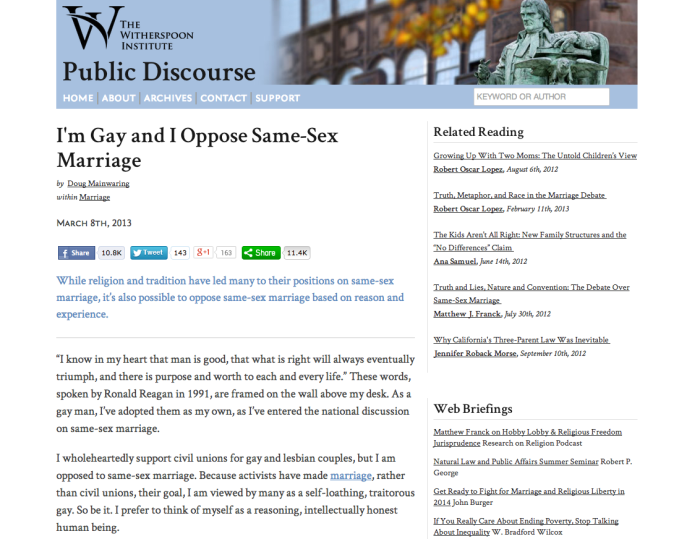 THE
WITHERSPOON
INSTITUTE
Public Discourse
HOME | ABOUT | ARCHIVES | CONTACT | SUPPORT
KEYWORD OR AUTHOR
I'm Gay and I Oppose Same-Sex
Marriage
by Doug Mainwaring
within Marriage
MARCH 8TH, 2013
Share 10.8K Tweet 143 g+1 163 Share 11.4K
While religion and tradition have led many to their positions on same-sex
marriage, it's also possible to oppose same-sex marriage based on reason and
experience.
“I know in my heart that man is good, that what is right will always eventually
triumph, and there is purpose and worth to each and every life.” These words,
spoken by Ronald Reagan in 1991, are framed on the wall above my desk. As a
gay man, I've adopted them as my own, as I've entered the national discussion
on same-sex marriage.
I wholeheartedly support civil unions for gay and lesbian couples, but I am
opposed to same-sex marriage. Because activists have made marriage, rather
than civil unions, their goal, I am viewed by many as a self-loathing, traitorous
gay. So be it. I prefer to think of myself as a reasoning, intellectually honest
human being.
Related Reading
Growing Up With Two Moms: The Untold Children's View
Robert Oscar Lopez, August 6th, 2012
Truth, Metaphor, and Race in the Marriage Debate
Robert Oscar Lopez, February 11th, 2013
The Kids Aren't All Right: New Family Structures and the
“No Differences” Claim
Ana Samuel, June 14th, 2012
Truth and Lies, Nature and Convention: The Debate Over
Same-Sex Marriage
Matthew J. Franck, July 30th, 2012
Why California's Three-Parent Law Was Inevitable
Jennifer Roback Morse, September 10th, 2012
Web Briefings
Matthew Franck on Hobby Lobby & Religious Freedom
Jurisprudence Research on Religion Podcast
Natural Law and Public Affairs Summer Seminar Robert P.
George
Get Ready to Fight for Marriage and Religious Liberty in
2014 John Burger
If You Really Care About Ending Poverty, Stop Talking
About Inequality W. Bradford Wilcox